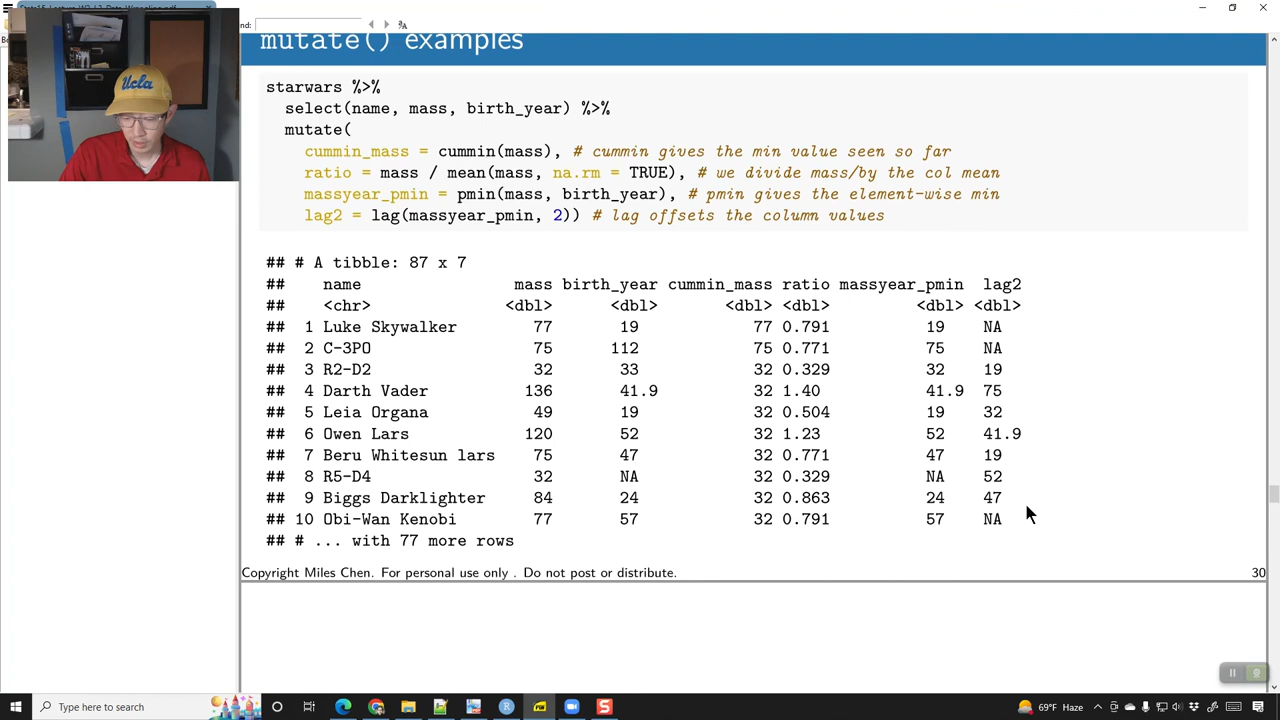 nd:
mutate() examples
Ucla
starwars %>%
select(name, mass, birth_year) %>%
mutate(
cummin_mass = cummin(mass), # cummin gives the min value seen so far
ratio = mass / mean(mass, na.rm = TRUE), # we divide mass/by the col mean
massyear_pmin = pmin(mass, birth_year), # pmin gives the element-wise min
lag2 = lag(massyear_pmin, 2)) # lag offsets the column values
## # A tibble: 87 x 7
## name mass birth_year cummin_mass ratio massyear_pmin lag2
## <chr> <dbl> <dbl> <dbl> <dbl> <dbl> <dbl>
## 1 Luke Skywalker 77 19 77 0.791 19 NA
## 2 C-3PO 75 112 75 0.771 75 NA
## 3 R2-D2 32 33 32 0.329 32 19
## 4 Darth Vader 136 41.9 32 1.40 41.9 75
## 5 Leia Organa 49 19 32 0.504 19 32
## 6 Owen Lars 120 52 32 1.23 52 41.9
## 7 Beru Whitesun lars 75 47 32 0.771 47 19
## 8 R5-D4 32 NA 32 0.329 NA 52
## 9 Biggs Darklighter 84 24 32 0.863 24 47
## 10 Obi-Wan Kenobi 77 57 32 0.791 57 NA
## # ... with 77 more rows
Copyright Miles Chen. For personal use only . Do not post or distribute. 30
Type here to search
69°F Haze